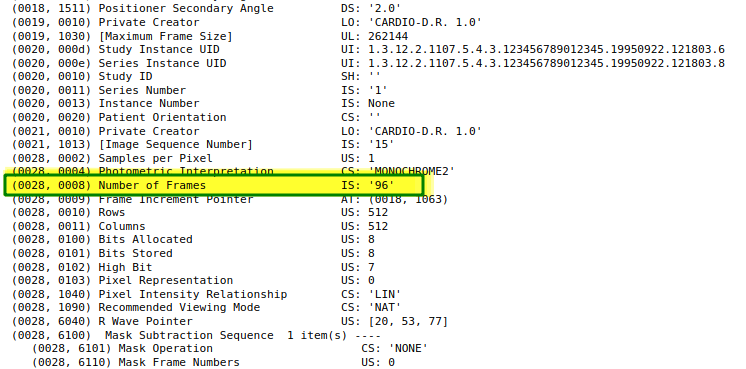 (0018, 1511) Positioner Secondary Angle DS: '2.0'
(0019, 0010) Private Creator LO: 'CARDIO-D.R. 1.0'
(0019, 1030) [Maximum Frame Size] UL: 262144
(0020, 000d) Study Instance UID UI: 1.3.12.2.1107.5.4.3.123456789012345.19950922.121803.6
(0020, 000e) Series Instance UID UI: 1.3.12.2.1107.5.4.3.123456789012345.19950922.121803.8
(0020, 0010) Study ID SH: ''
(0020, 0011) Series Number IS: '1'
(0020, 0013) Instance Number IS: None
(0020, 0020) Patient Orientation CS: ''
(0021, 0010) Private Creator LO: 'CARDIO-D.R. 1.0'
(0021, 1013) [Image Sequence Number] IS: '15'
(0028, 0002) Samples per Pixel US: 1
(0028, 0004) Photometric Interpretation CS: 'MONOCHROME2'
(0028, 0008) Number of Frames IS: '96'
(0028, 0009) Frame Increment Pointer AT: (0018, 1063)
(0028, 0010) Rows US: 512
(0028, 0011) Columns US: 512
(0028, 0100) Bits Allocated US: 8
(0028, 0101) Bits Stored US: 8
(0028, 0102) High Bit US: 7
(0028, 0103) Pixel Representation US: 0
(0028, 1040) Pixel Intensity Relationship CS: 'LIN'
(0028, 1090) Recommended Viewing Mode CS: 'NAT'
(0028, 6040) R Wave Pointer US: [20, 53, 77]
(0028, 6100) Mask Subtraction Sequence 1 item(s) ----
(0028, 6101) Mask Operation CS: 'NONE'
(0028, 6110) Mask Frame Numbers US: 0